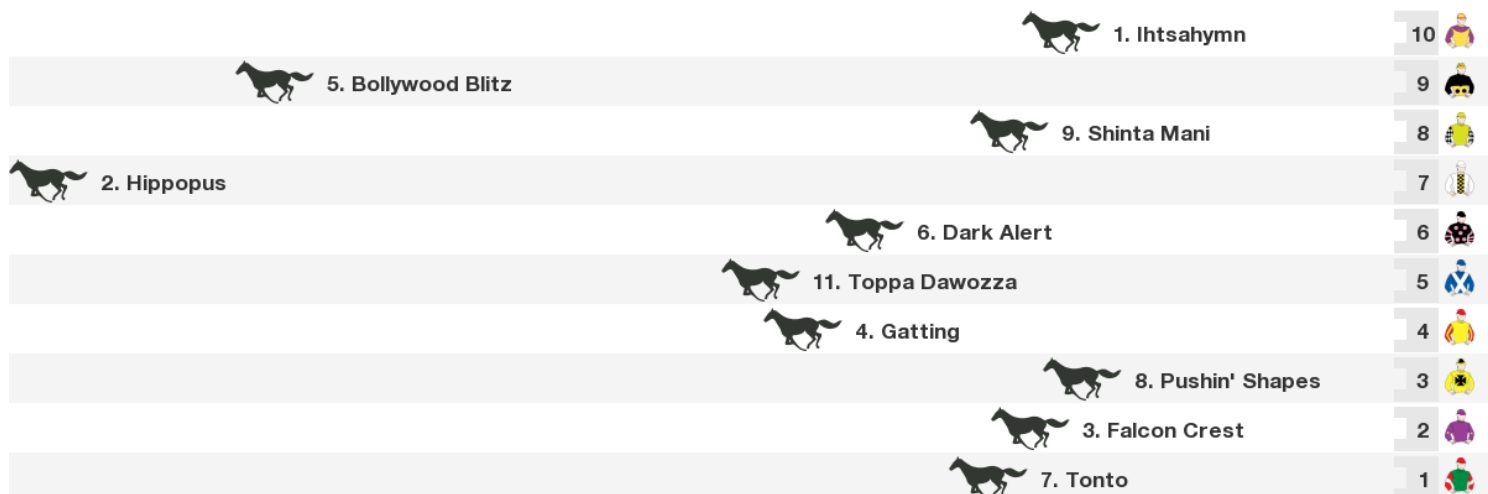 1. Ihtsahymn 10
5. Bollywood Blitz 9
9. Shinta Mani 8
2. Hippopus 7
6. Dark Alert 6
11. Toppa Dawozza 5
4. Gatting 4
8. Pushin' Shapes 3
3. Falcon Crest 2
7. Tonto 1